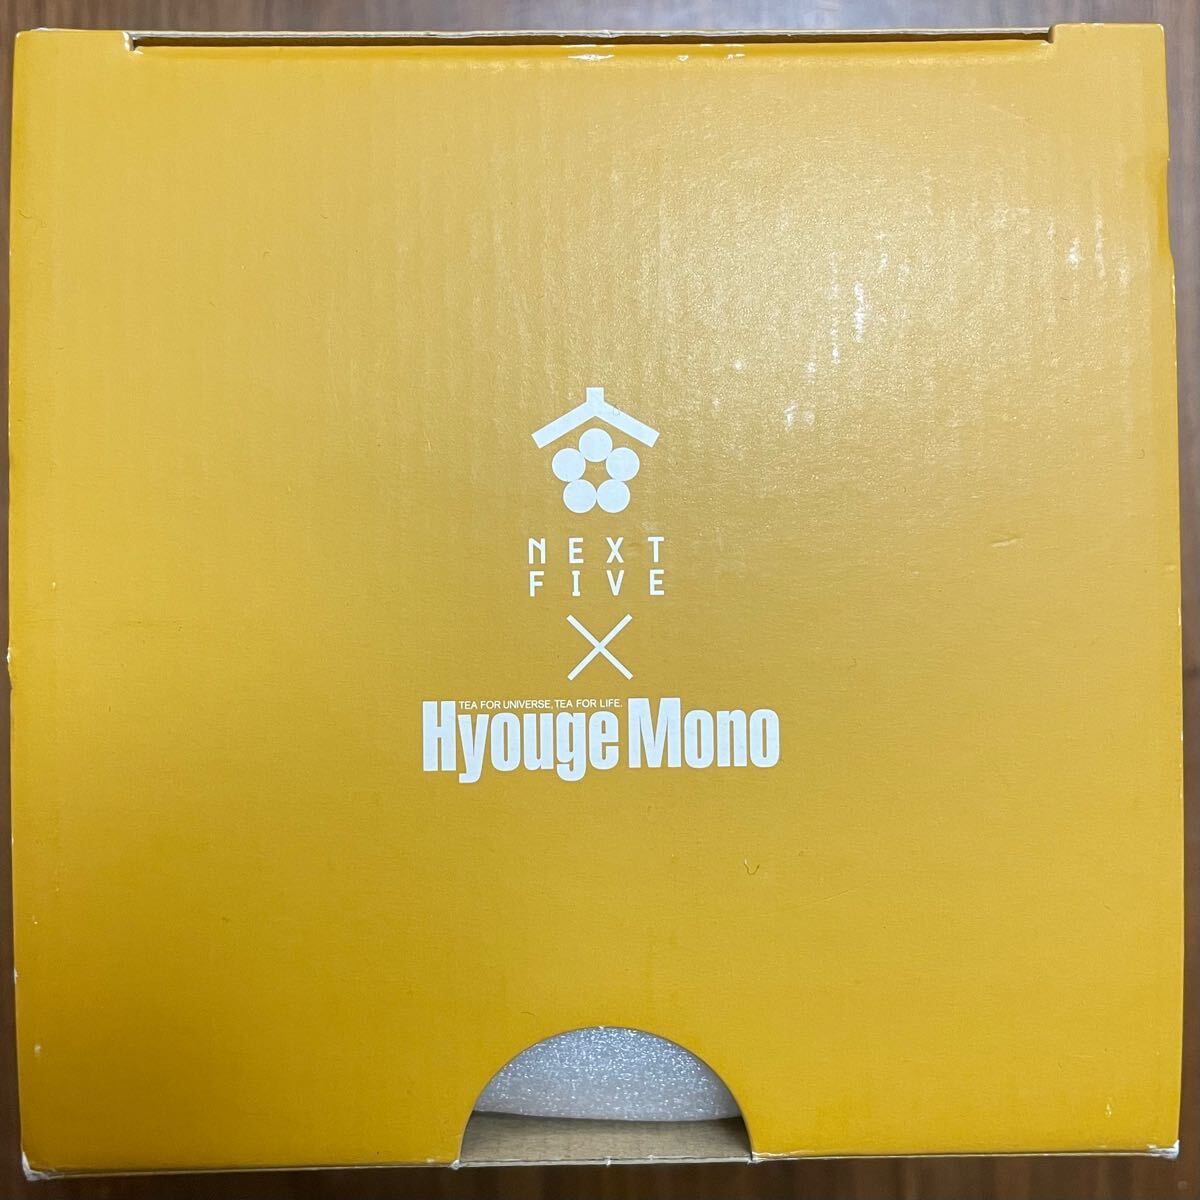 NEXT
FIVE
×
TEA FOR UNIVERSE, TEA FOR LIFE.
Hyouge Mono